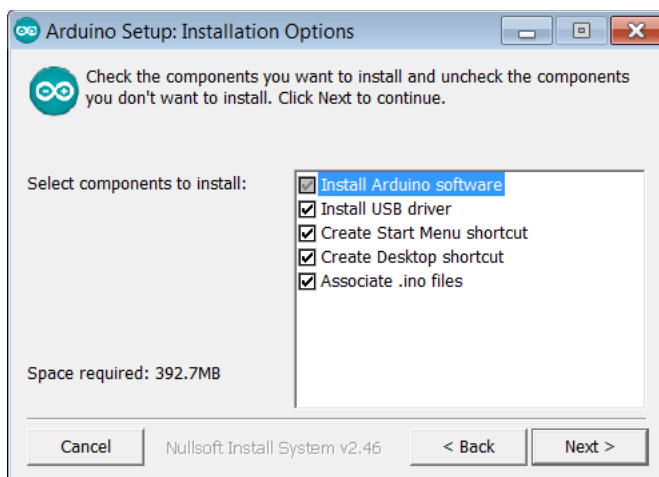 Arduino Setup: Installation Options
Check the components you want to install and uncheck the components
you don't want to install. Click Next to continue.
Select components to install:
Install Arduino software
Install USB driver
Create Start Menu shortcut
Create Desktop shortcut
Associate .ino files
Space required: 392.7MB
Cancel
Nullsoft Install System v2.46
< Back
Next >